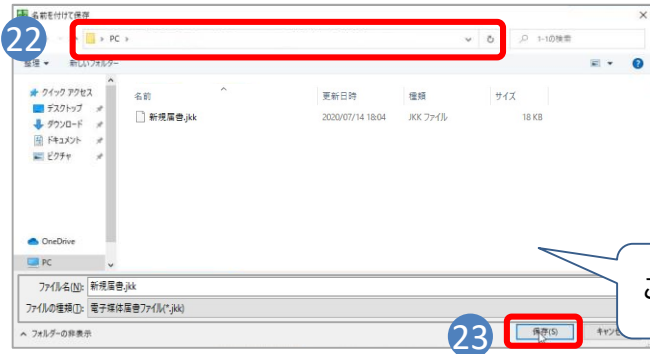 名前を付けて保存
22
PC
1-1の検索
整理 新しいフォルダー
クイック アクセス
デスクトップ
ダウンロード
ドキュメント
ピクチャ
OneDrive
PC
名前 更新日時 種類 サイズ
新規届書.jkk 2020/07/14 18:04 JKK ファイル 18 KB
ファイル名(N): 新規届書.jkk
ファイルの種類(T): 電子媒体届書ファイル(*.jkk)
フォルダーの非表示
23
保存(S)
キャンセ
こ